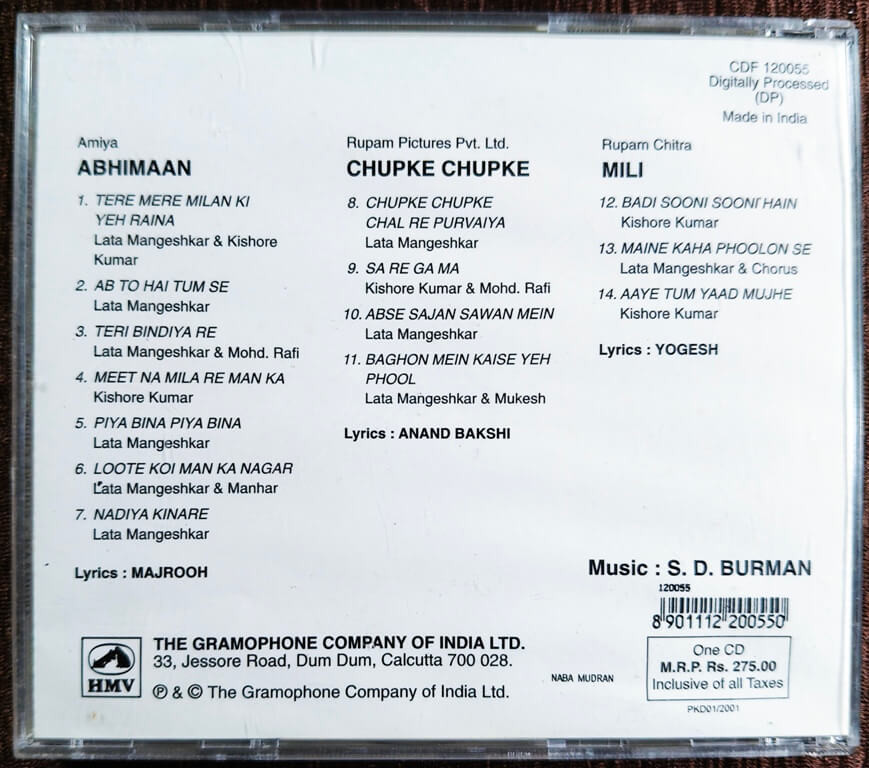 CDF 120055
Digitally Processed
(DP)
Made in India
Amiya
ABHIMAAN
1. TERE MERE MILAN KI
YEH RAINA
Lata Mangeshkar & Kishore
Kumar
2. AB TO HAI TUM SE
Lata Mangeshkar
3. TERI BINDIYA RE
Lata Mangeshkar & Mohd. Rafi
4. MEET NA MILA RE MAN KA
Kishore Kumar
5. PIYA BINA PIYA BINA
Lata Mangeshkar
6. LOOTE KOI MAN KA NAGAR
Lata Mangeshkar & Manhar
7. NADIYA KINARE
Lata Mangeshkar
Lyrics : MAJROOH
Rupam Pictures Pvt. Ltd.
CHUPKE CHUPKE
8. CHUPKE CHUPKE
CHAL RE PURVAIYA
Lata Mangeshkar
9. SA RE GA MA
Kishore Kumar & Mohd. Rafi
10. ABSE SAJAN SAWAN MEIN
Lata Mangeshkar
11. BAGHON MEIN KAISE YEH
PHOOL
Lata Mangeshkar & Mukesh
Lyrics : ANAND BAKSHI
Rupam Chitra
MILI
12. BADI SOONI SOONI HAIN
Kishore Kumar
13. MAINE KAHA PHOOLON SE
Lata Mangeshkar & Chorus
14. AAYE TUM YAAD MUJHE
Kishore Kumar
Lyrics : YOGESH
Music : S. D. BURMAN
120055
8 901112 200550
HMV
THE GRAMOPHONE COMPANY OF INDIA LTD.
33, Jessore Road, Dum Dum, Calcutta 700 028.
℗ & © The Gramophone Company of India Ltd.
NABA MUDRAN
One CD
M.R.P. Rs. 275.00
Inclusive of all Taxes
PKD01/2001